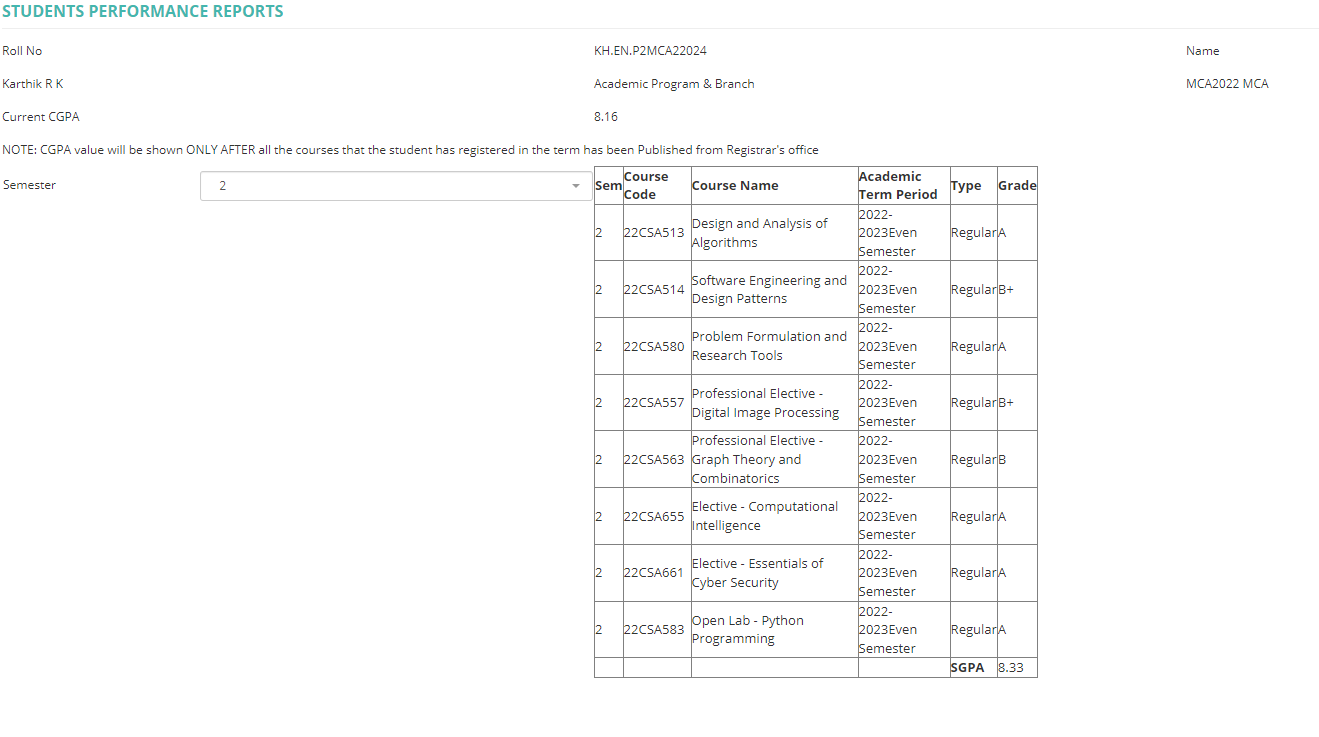 STUDENTS PERFORMANCE REPORTS
Roll No KH.EN.P2MCA22024 Name
Karthik R K Academic Program & Branch MCA2022 MCA
Current CGPA 8.16
NOTE: CGPA value will be shown ONLY AFTER all the courses that the student has registered in the term has been Published from Registrar's office
Semester 2
Sem Course Code Course Name Academic Term Period Type Grade
2 22CSA513 Design and Analysis of Algorithms 2022-2023Even Semester Regular A
2 22CSA514 Software Engineering and Design Patterns 2022-2023Even Semester Regular B+
2 22CSA580 Problem Formulation and Research Tools 2022-2023Even Semester Regular A
2 22CSA557 Professional Elective - Digital Image Processing 2022-2023Even Semester Regular B+
2 22CSA563 Professional Elective - Graph Theory and Combinatorics 2022-2023Even Semester Regular B
2 22CSA655 Elective - Computational Intelligence 2022-2023Even Semester Regular A
2 22CSA661 Elective - Essentials of Cyber Security 2022-2023Even Semester Regular A
2 22CSA583 Open Lab - Python Programming 2022-2023Even Semester Regular A
SGPA 8.33